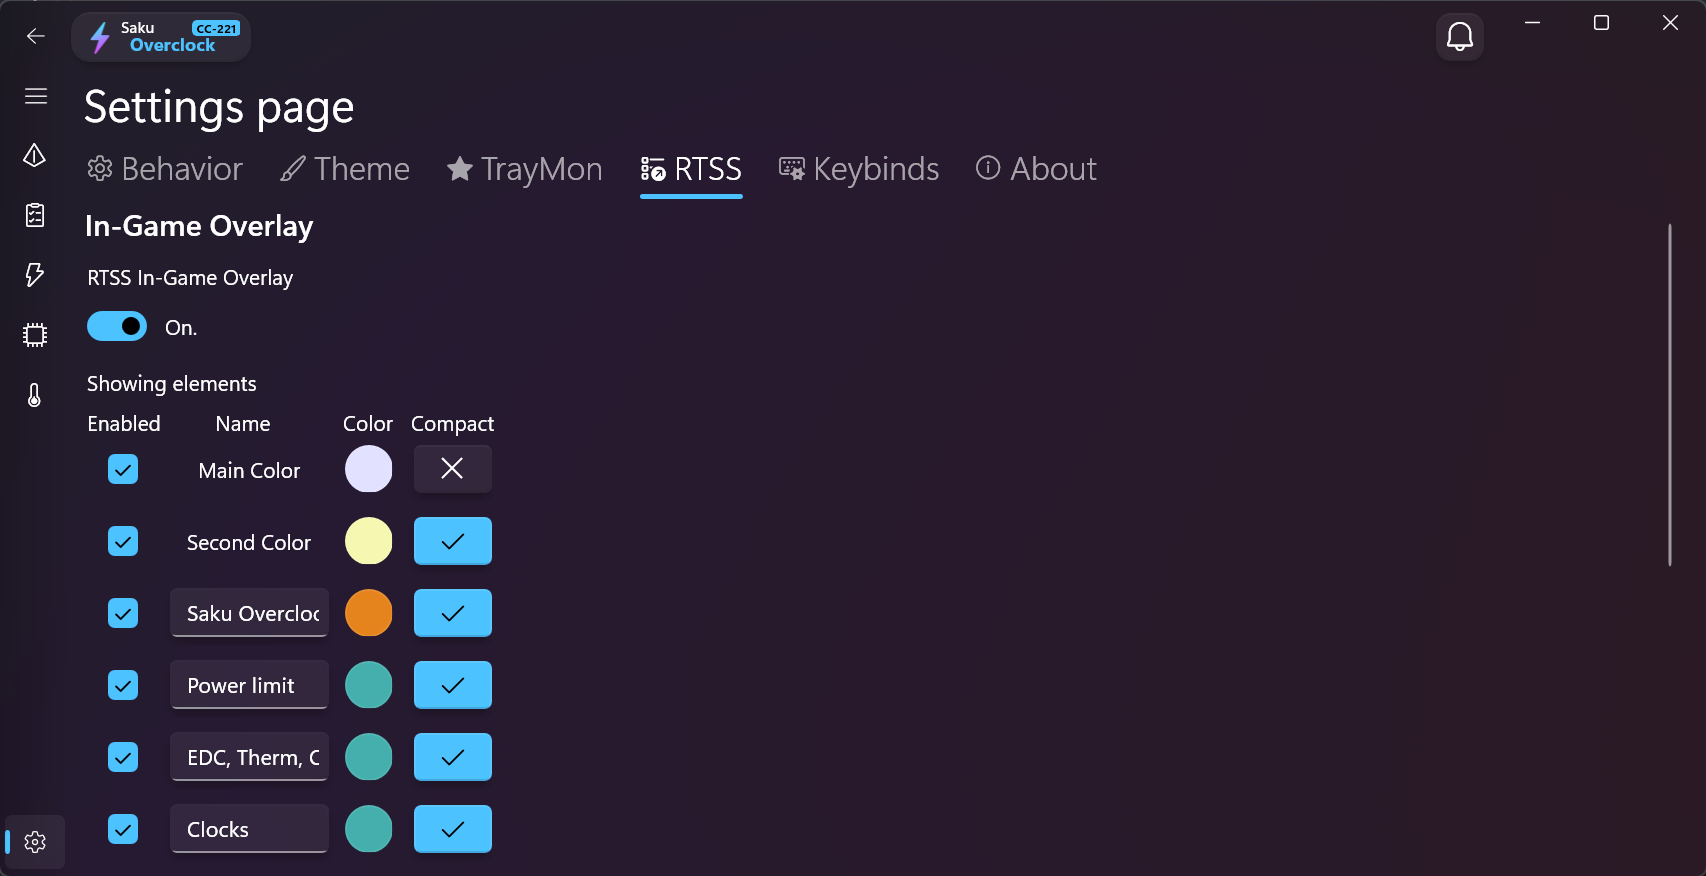 Saku CC-221
Overclock
Settings page
Behavior Theme TrayMon RTSS Keybinds About
In-Game Overlay
RTSS In-Game Overlay
On.
Showing elements
Enabled Name Color Compact
Main Color
Second Color
Saku Overcloc
Power limit
EDC, Therm, C
Clocks